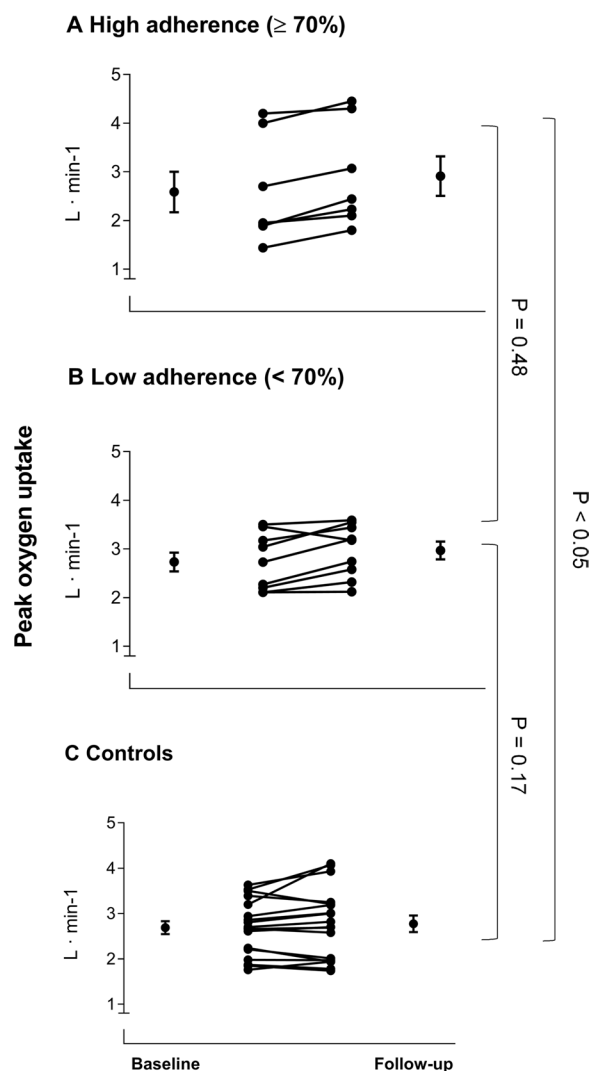 A High adherence (≥ 70%)
5
4
3
2
1
L · min-1
P = 0.48
P < 0.05
B Low adherence (< 70%)
5
4
3
2
1
L · min-1
Peak oxygen uptake
P = 0.17
C Controls
5
4
3
2
1
L · min-1
Baseline
Follow-up